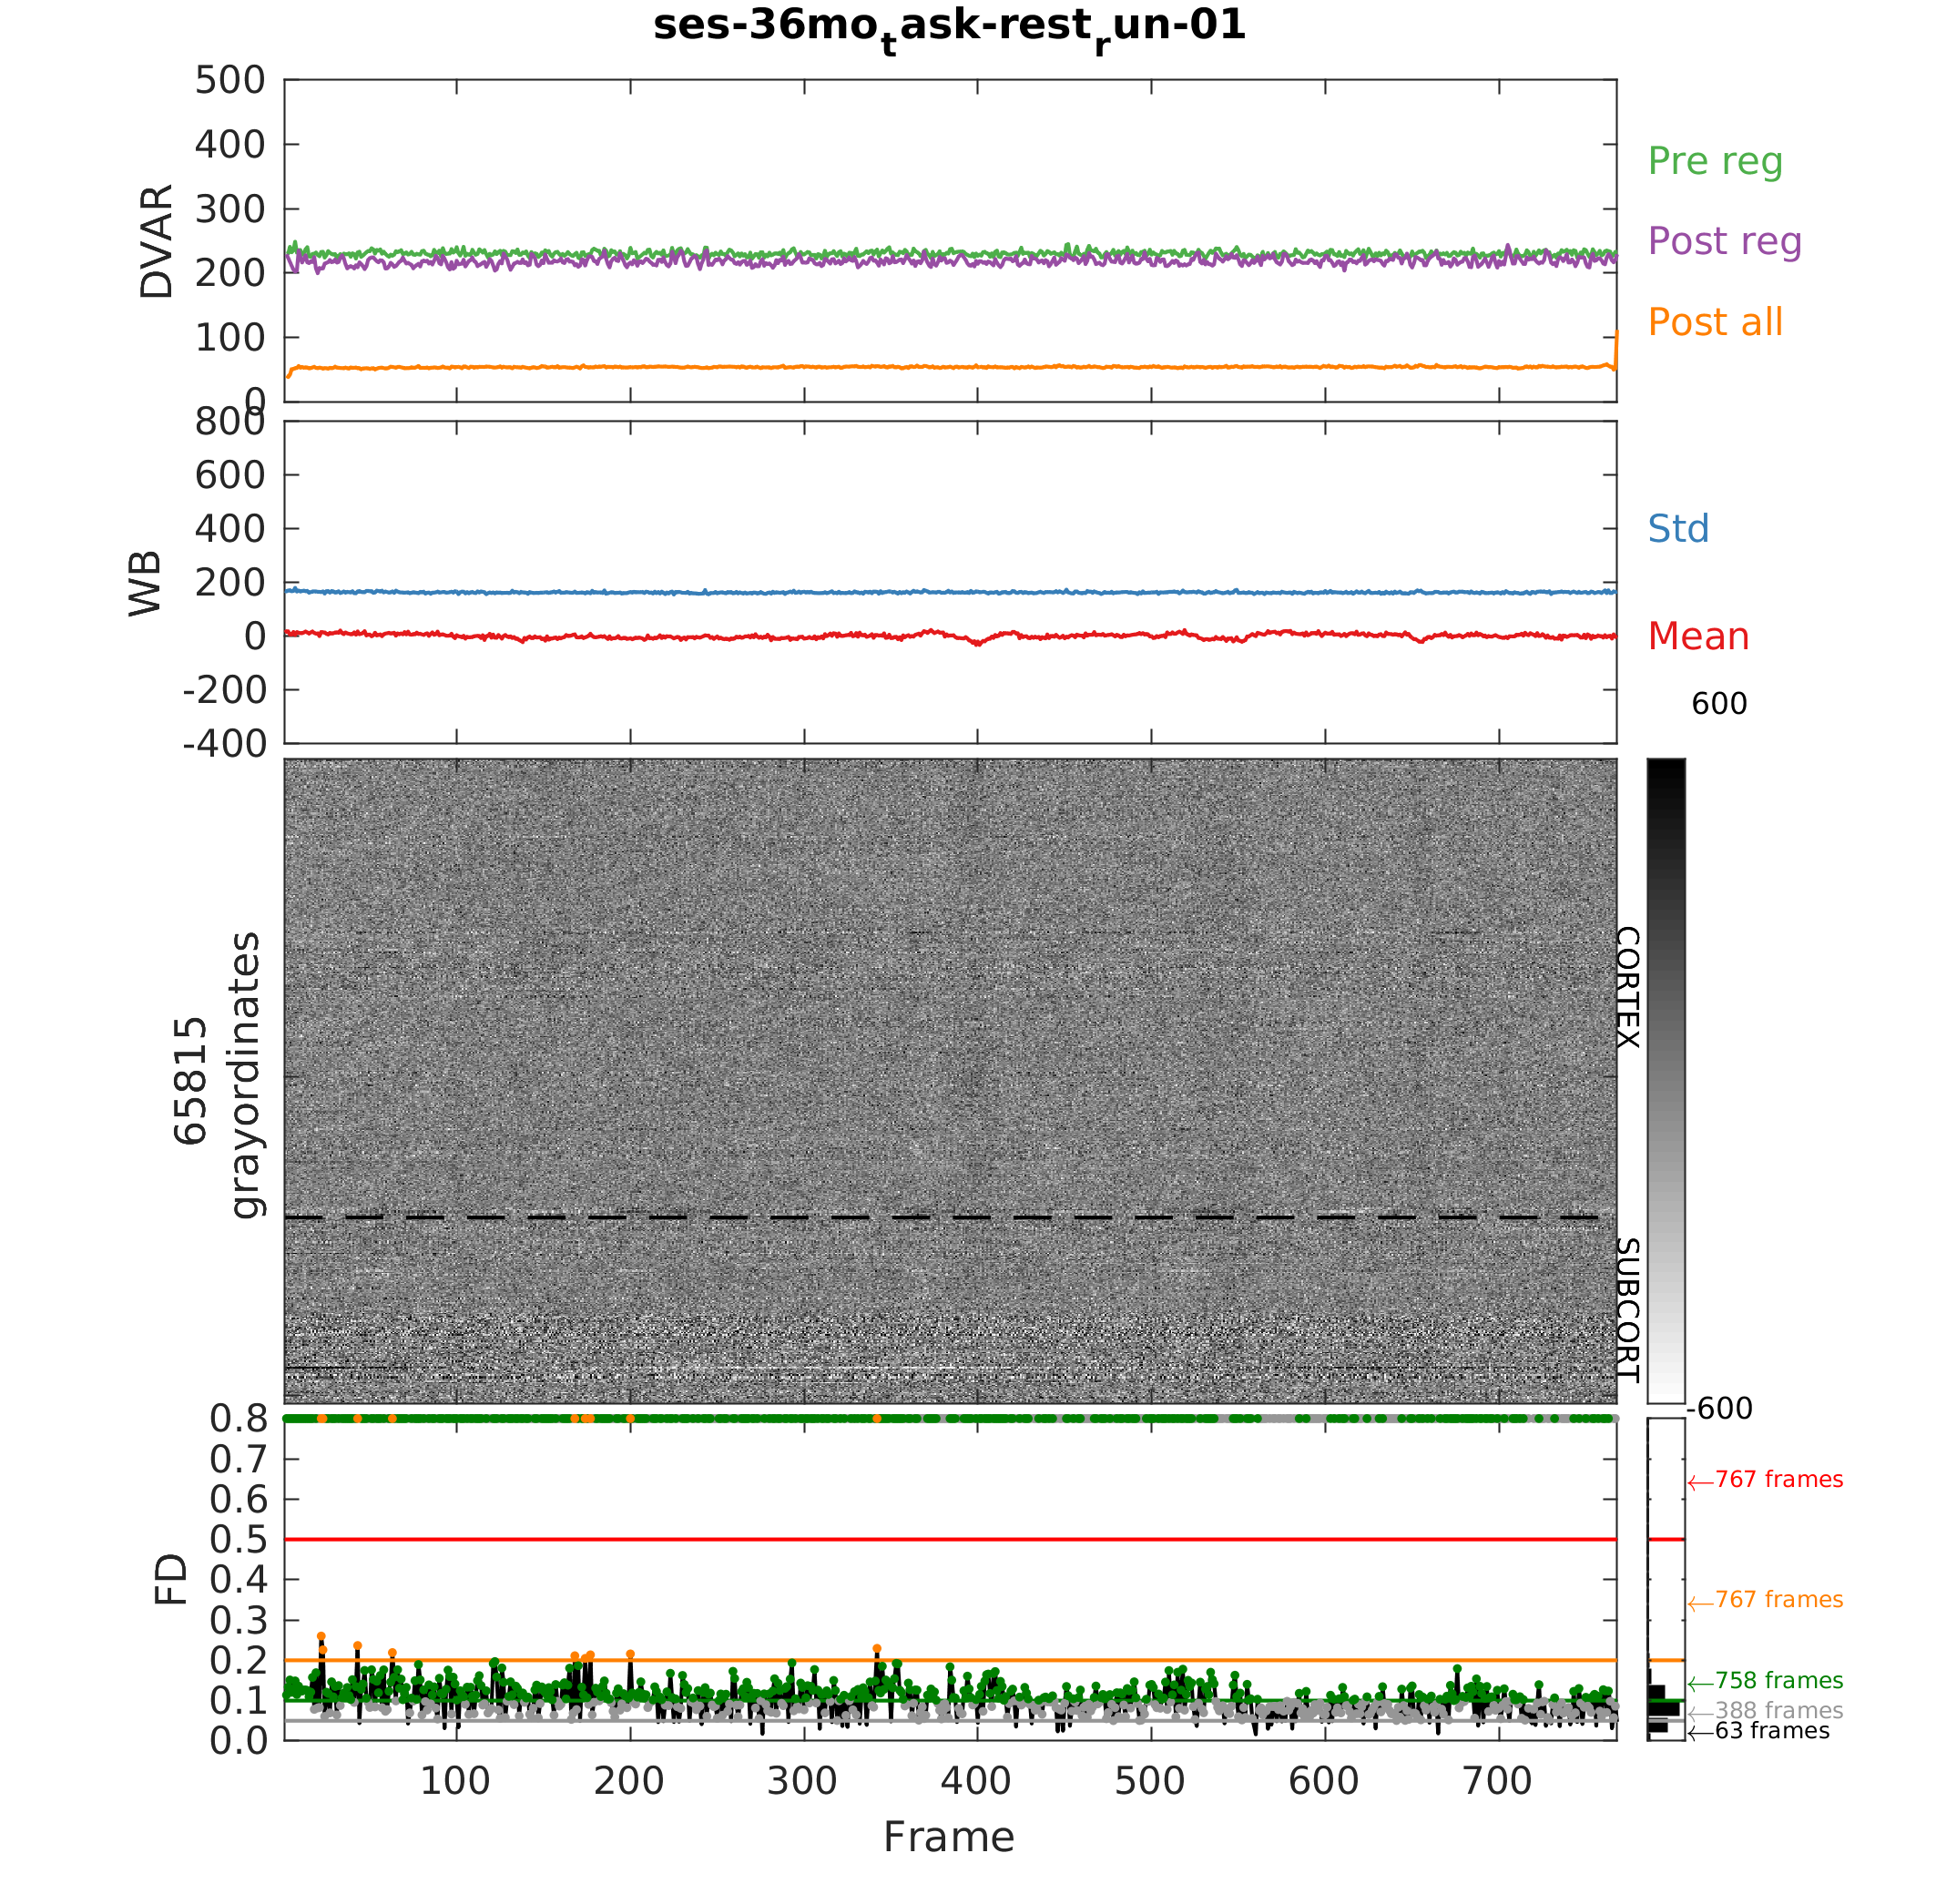 ses-36mo_task-rest_run-01
500
400
300
200
100
0
DVAR
Pre reg
Post reg
Post all
800
600
400
200
0
-200
-400
WB
Std
Mean
600
65815
grayordinates
CORTEX
SUBCORT
-600
0.8
0.7
0.6
0.5
0.4
0.3
0.2
0.1
0.0
FD
←767 frames
←767 frames
←758 frames
←388 frames
←63 frames
100 200 300 400 500 600 700
Frame